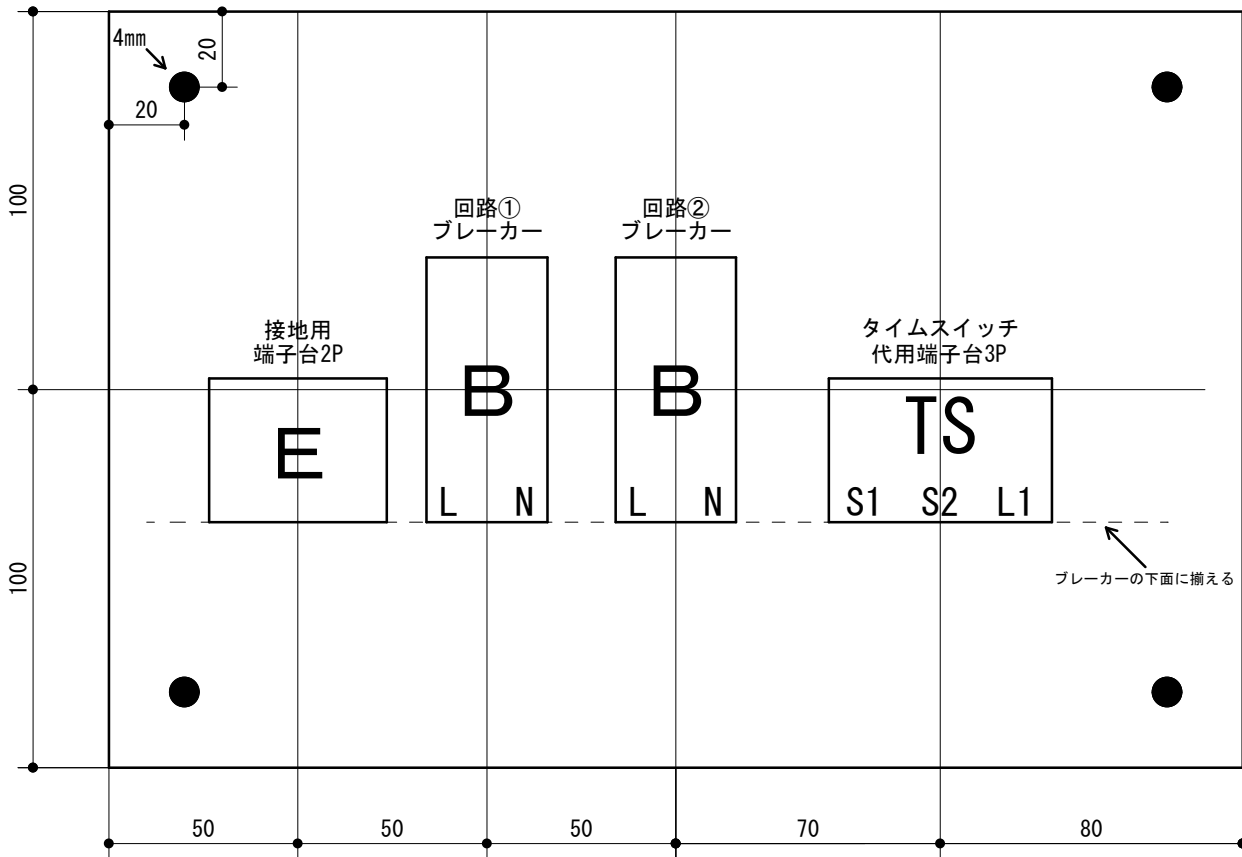 4mm
20
20
100
回路①
ブレーカー
回路②
ブレーカー
接地用
端子台2P
タイムスイッチ
代用端子台3P
B
B
TS
E
L N
L N
S1 S2 L1
100
ブレーカーの下面に揃える
50
50
50
70
80